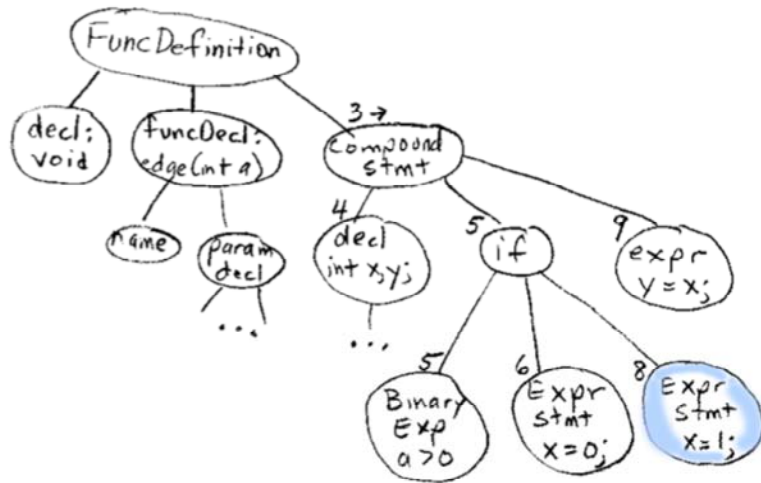 FuncDefinition
decl:
void
funcDecl:
edge(int a)
3 →
compound
stmt
name
param
decl
...
4
decl
int x,y;
...
5
if
9
expr
y = x;
5
Binary
Exp
a > 0
6
Expr
stmt
x = 0;
8
Expr
stmt
x = 1;